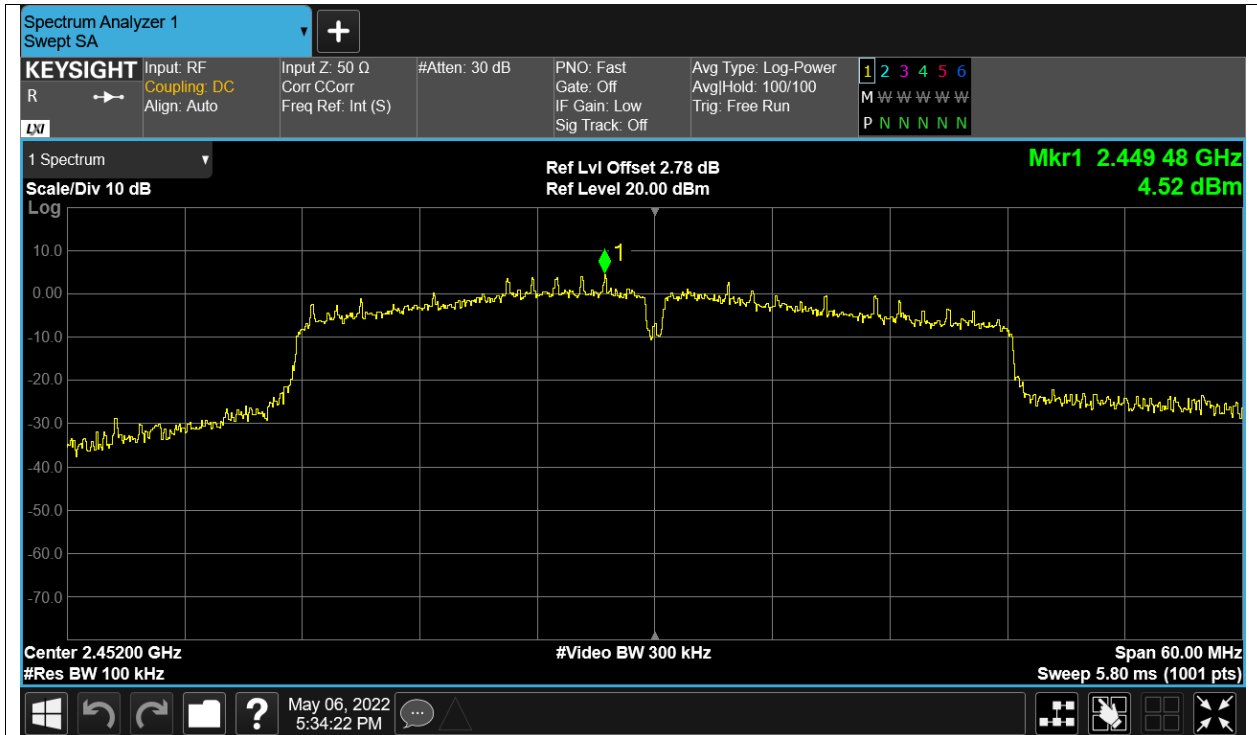 Spectrum Analyzer 1
Swept SA
KEYSIGHT
R
LXI
Input: RF
Coupling: DC
Align: Auto
Input Z: 50 Ω
Corr CCorr
Freq Ref: Int (S)
#Atten: 30 dB
PNO: Fast
Gate: Off
IF Gain: Low
Sig Track: Off
Avg Type: Log-Power
Avg|Hold: 100/100
Trig: Free Run
1 2 3 4 5 6
M W W W W W
P N N N N N N
1 Spectrum
Scale/Div 10 dB
Log
Ref Lvl Offset 2.78 dB
Ref Level 20.00 dBm
Mkr1 2.449 48 GHz
4.52 dBm
1
10.0
0.00
-10.0
-20.0
-30.0
-40.0
-50.0
-60.0
-70.0
Center 2.45200 GHz
#Res BW 100 kHz
#Video BW 300 kHz
Span 60.00 MHz
Sweep 5.80 ms (1001 pts)
?
May 06, 2022
5:34:22 PM